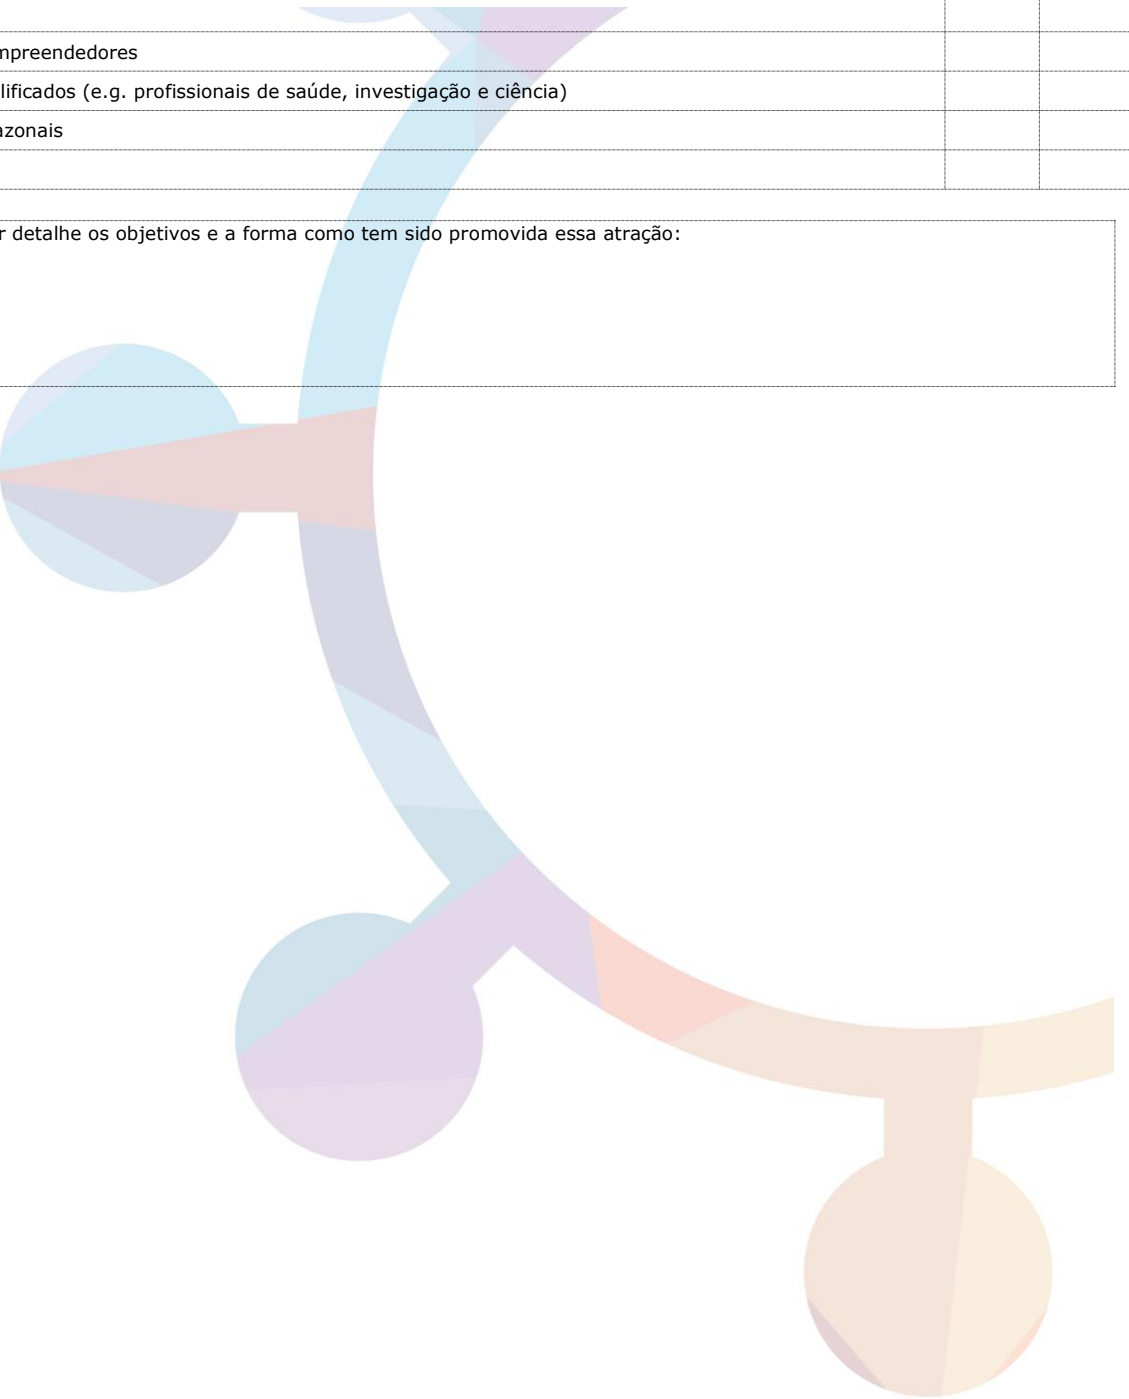 mpreendedores
lificados (e.g. profissionais de saúde, investigação e ciência)
azonais
r detalhe os objetivos e a forma como tem sido promovida essa atração: